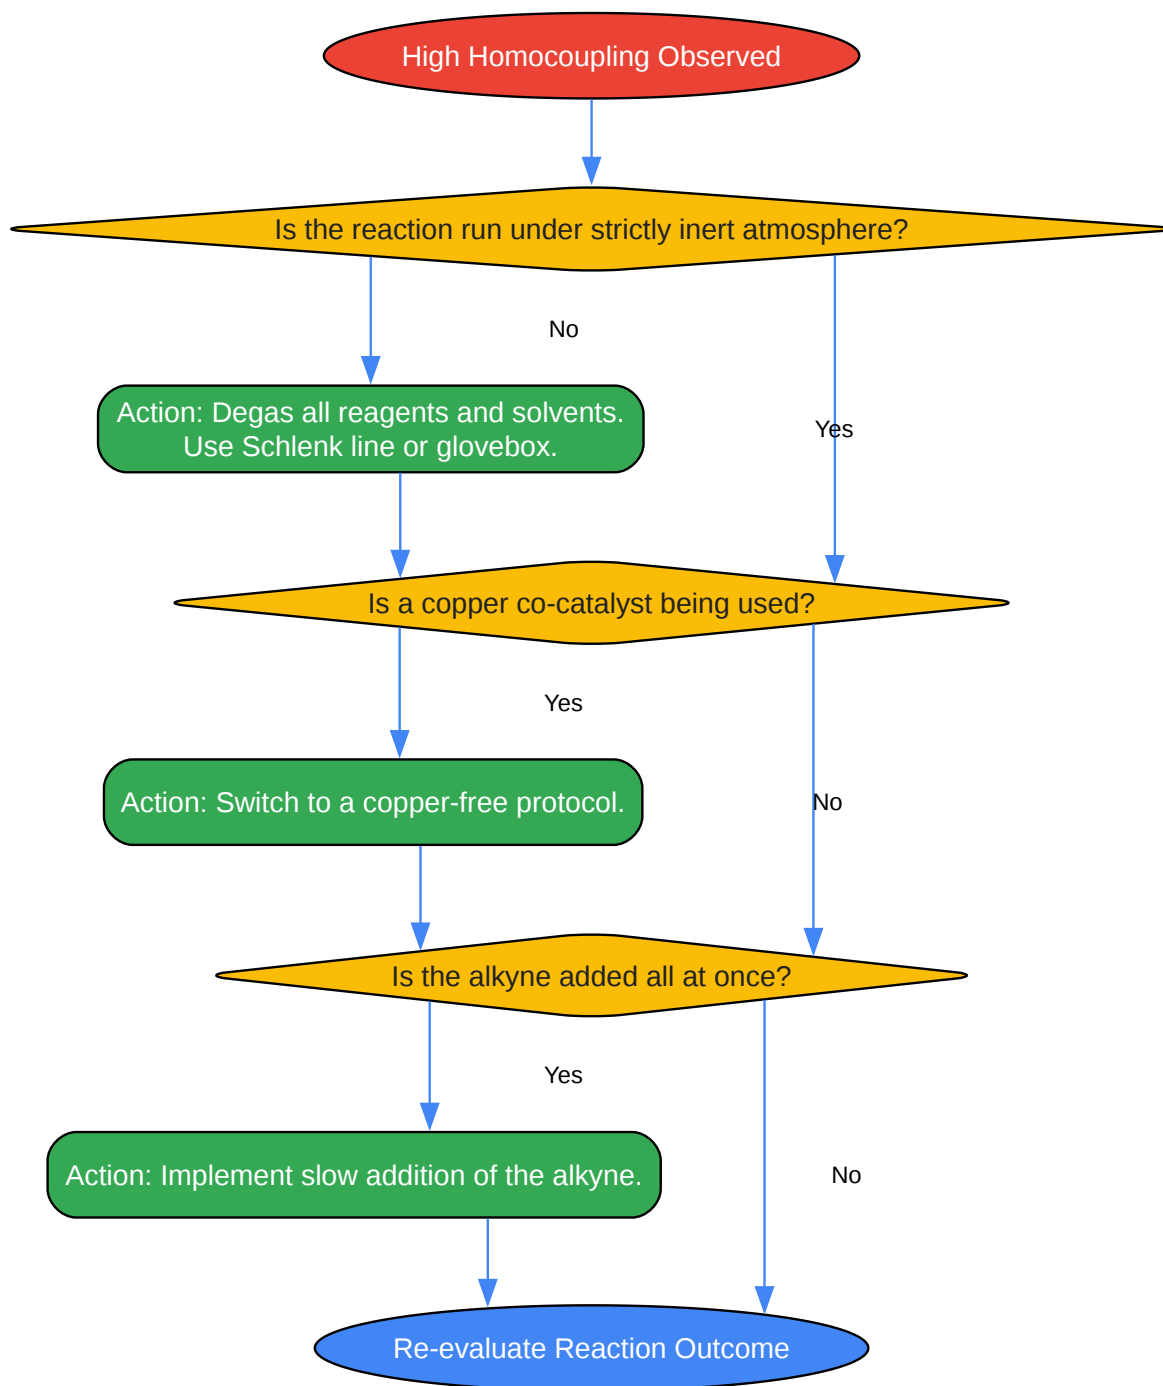 High Homocoupling Observed
Is the reaction run under strictly inert atmosphere?
No
Action: Degas all reagents and solvents.
Use Schlenk line or glovebox.
Yes
Is a copper co-catalyst being used?
Yes
Action: Switch to a copper-free protocol.
No
Is the alkyne added all at once?
Yes
Action: Implement slow addition of the alkyne.
No
Re-evaluate Reaction Outcome